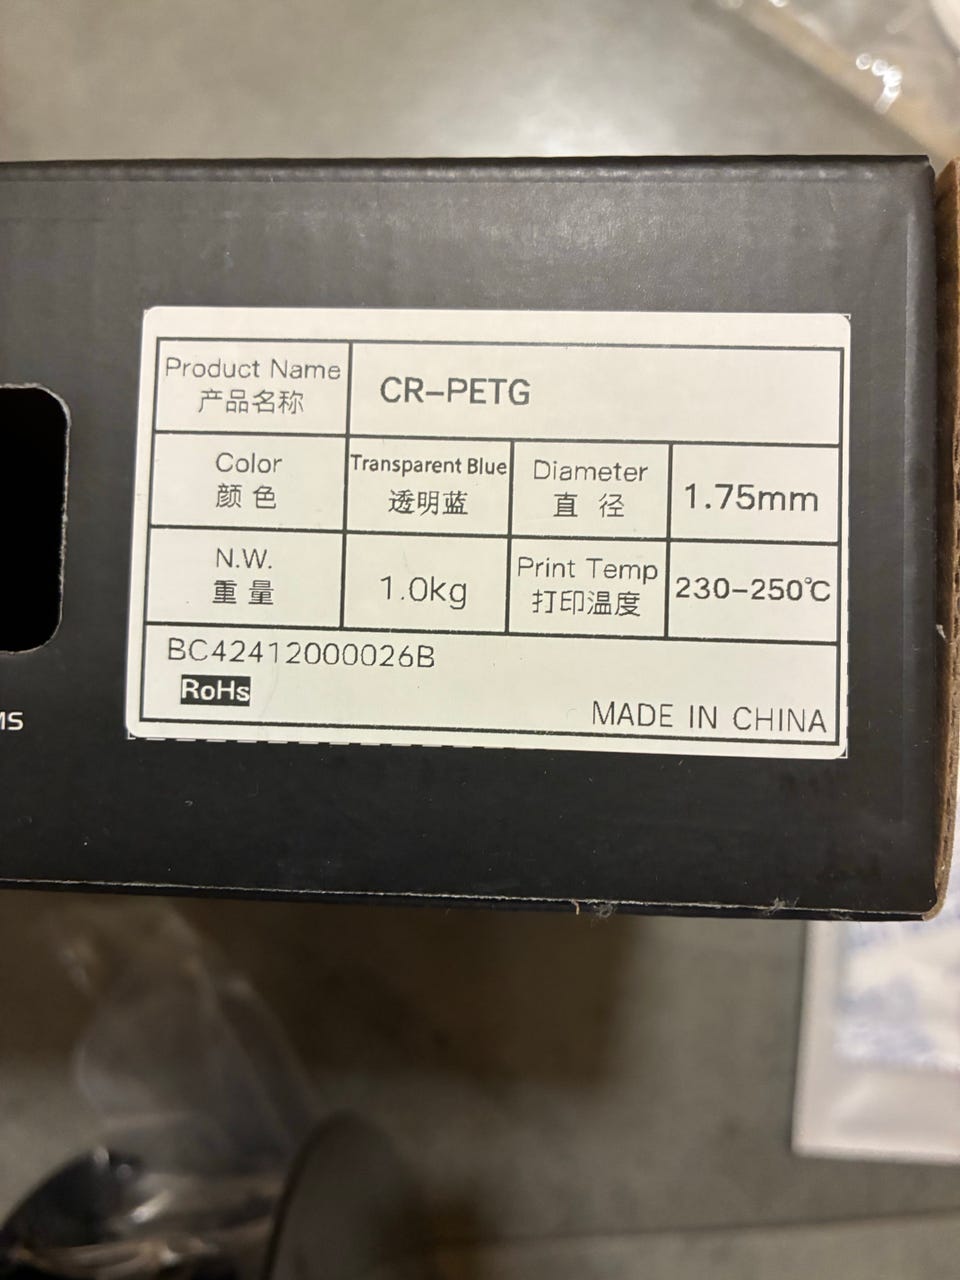 Product Name
产品名称
CR-PETG
Color
颜色
Transparent Blue
透明蓝
Diameter
直径
1.75mm
N.W.
重量
1.0kg
Print Temp
打印温度
230-250℃
BC42412000026B
RoHs
MADE IN CHINA